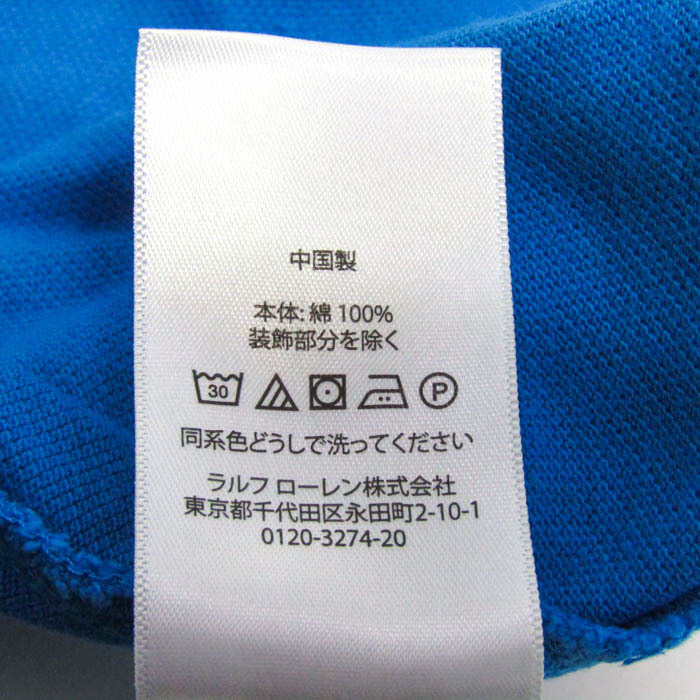 中国製
本体: 綿 100%
装飾部分を除く
30 P
同系色どうしで洗ってください
ラルフ ローレン株式会社
東京都千代田区永田町2-10-1
0120-3274-20